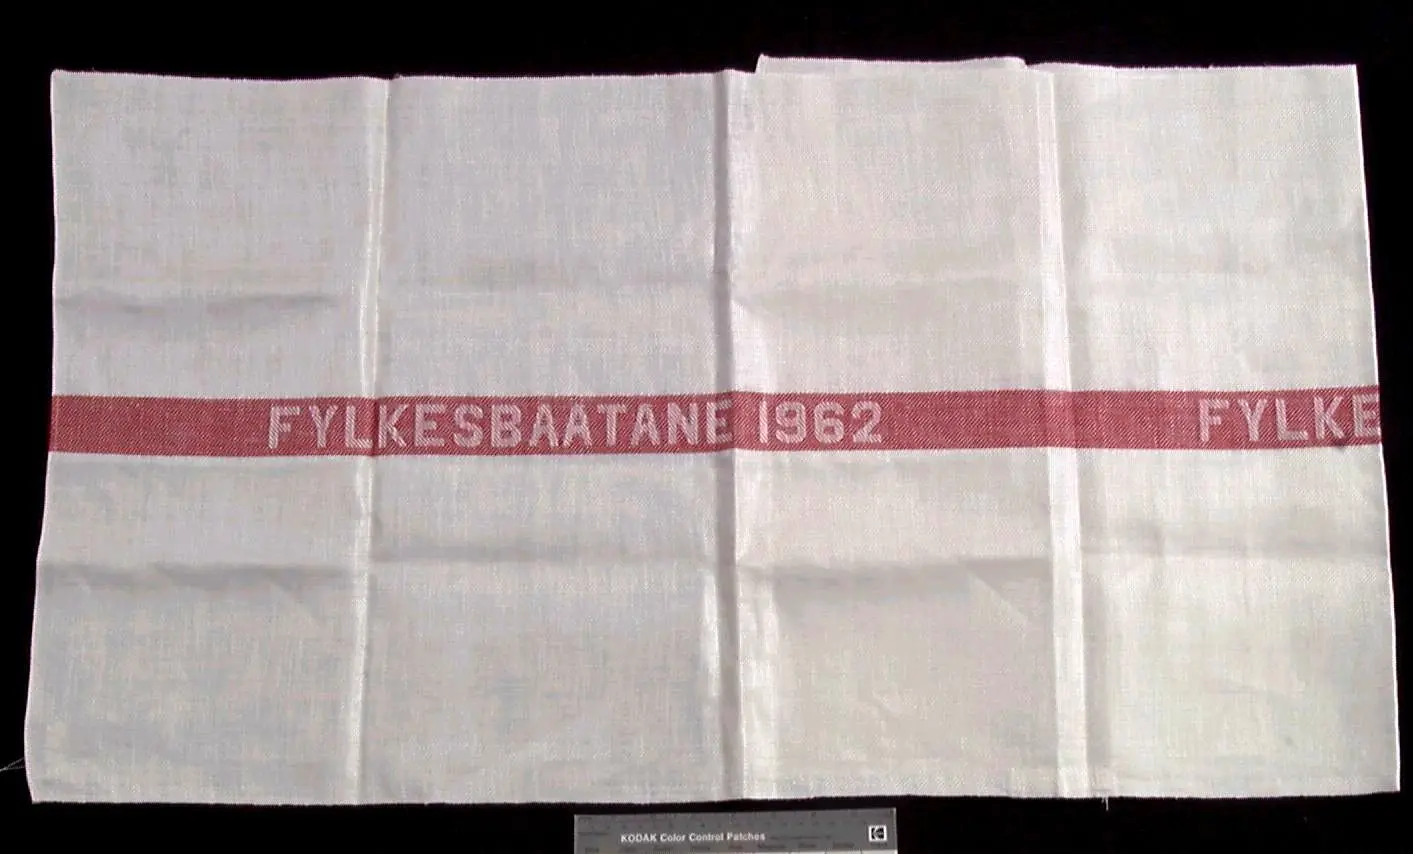 FYLKESBAATANE 1962 FYLKE
KODAK Color Control Patches